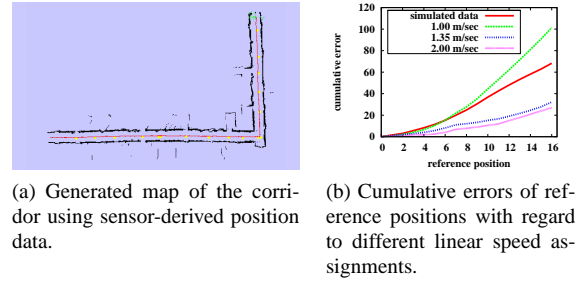 simulated data
1.00 m/sec
1.35 m/sec
2.00 m/sec
cumulative error
120
100
80
60
40
20
0
0 2 4 6 8 10 12 14 16
reference position
(a) Generated map of the corri-
dor using sensor-derived position
data.
(b) Cumulative errors of ref-
erence positions with regard
to different linear speed as-
signments.